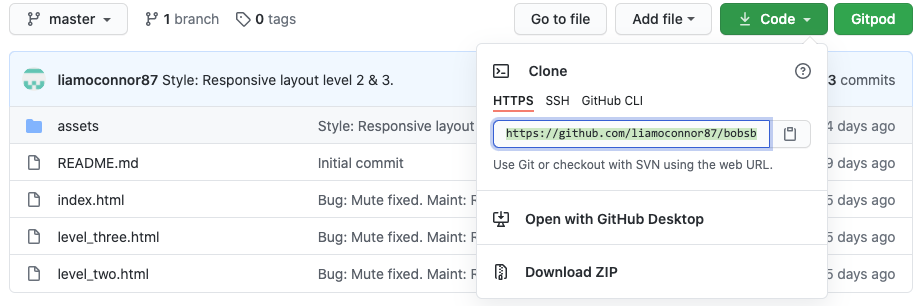 master 1 branch 0 tags Go to file Add file Code Gitpod
liamoconnor87 Style: Responsive layout level 2 & 3. 3 commits
Clone
HTTPS SSH GitHub CLI
assets Style: Responsive layout 4 days ago
https://github.com/liamoconnor87/bobsb
README.md Initial commit 9 days ago
Use Git or checkout with SVN using the web URL.
index.html Bug: Mute fixed. Maint: 5 days ago
Open with GitHub Desktop
level_three.html Bug: Mute fixed. Maint: 5 days ago
level_two.html Bug: Mute fixed. Maint: 5 days ago
Download ZIP